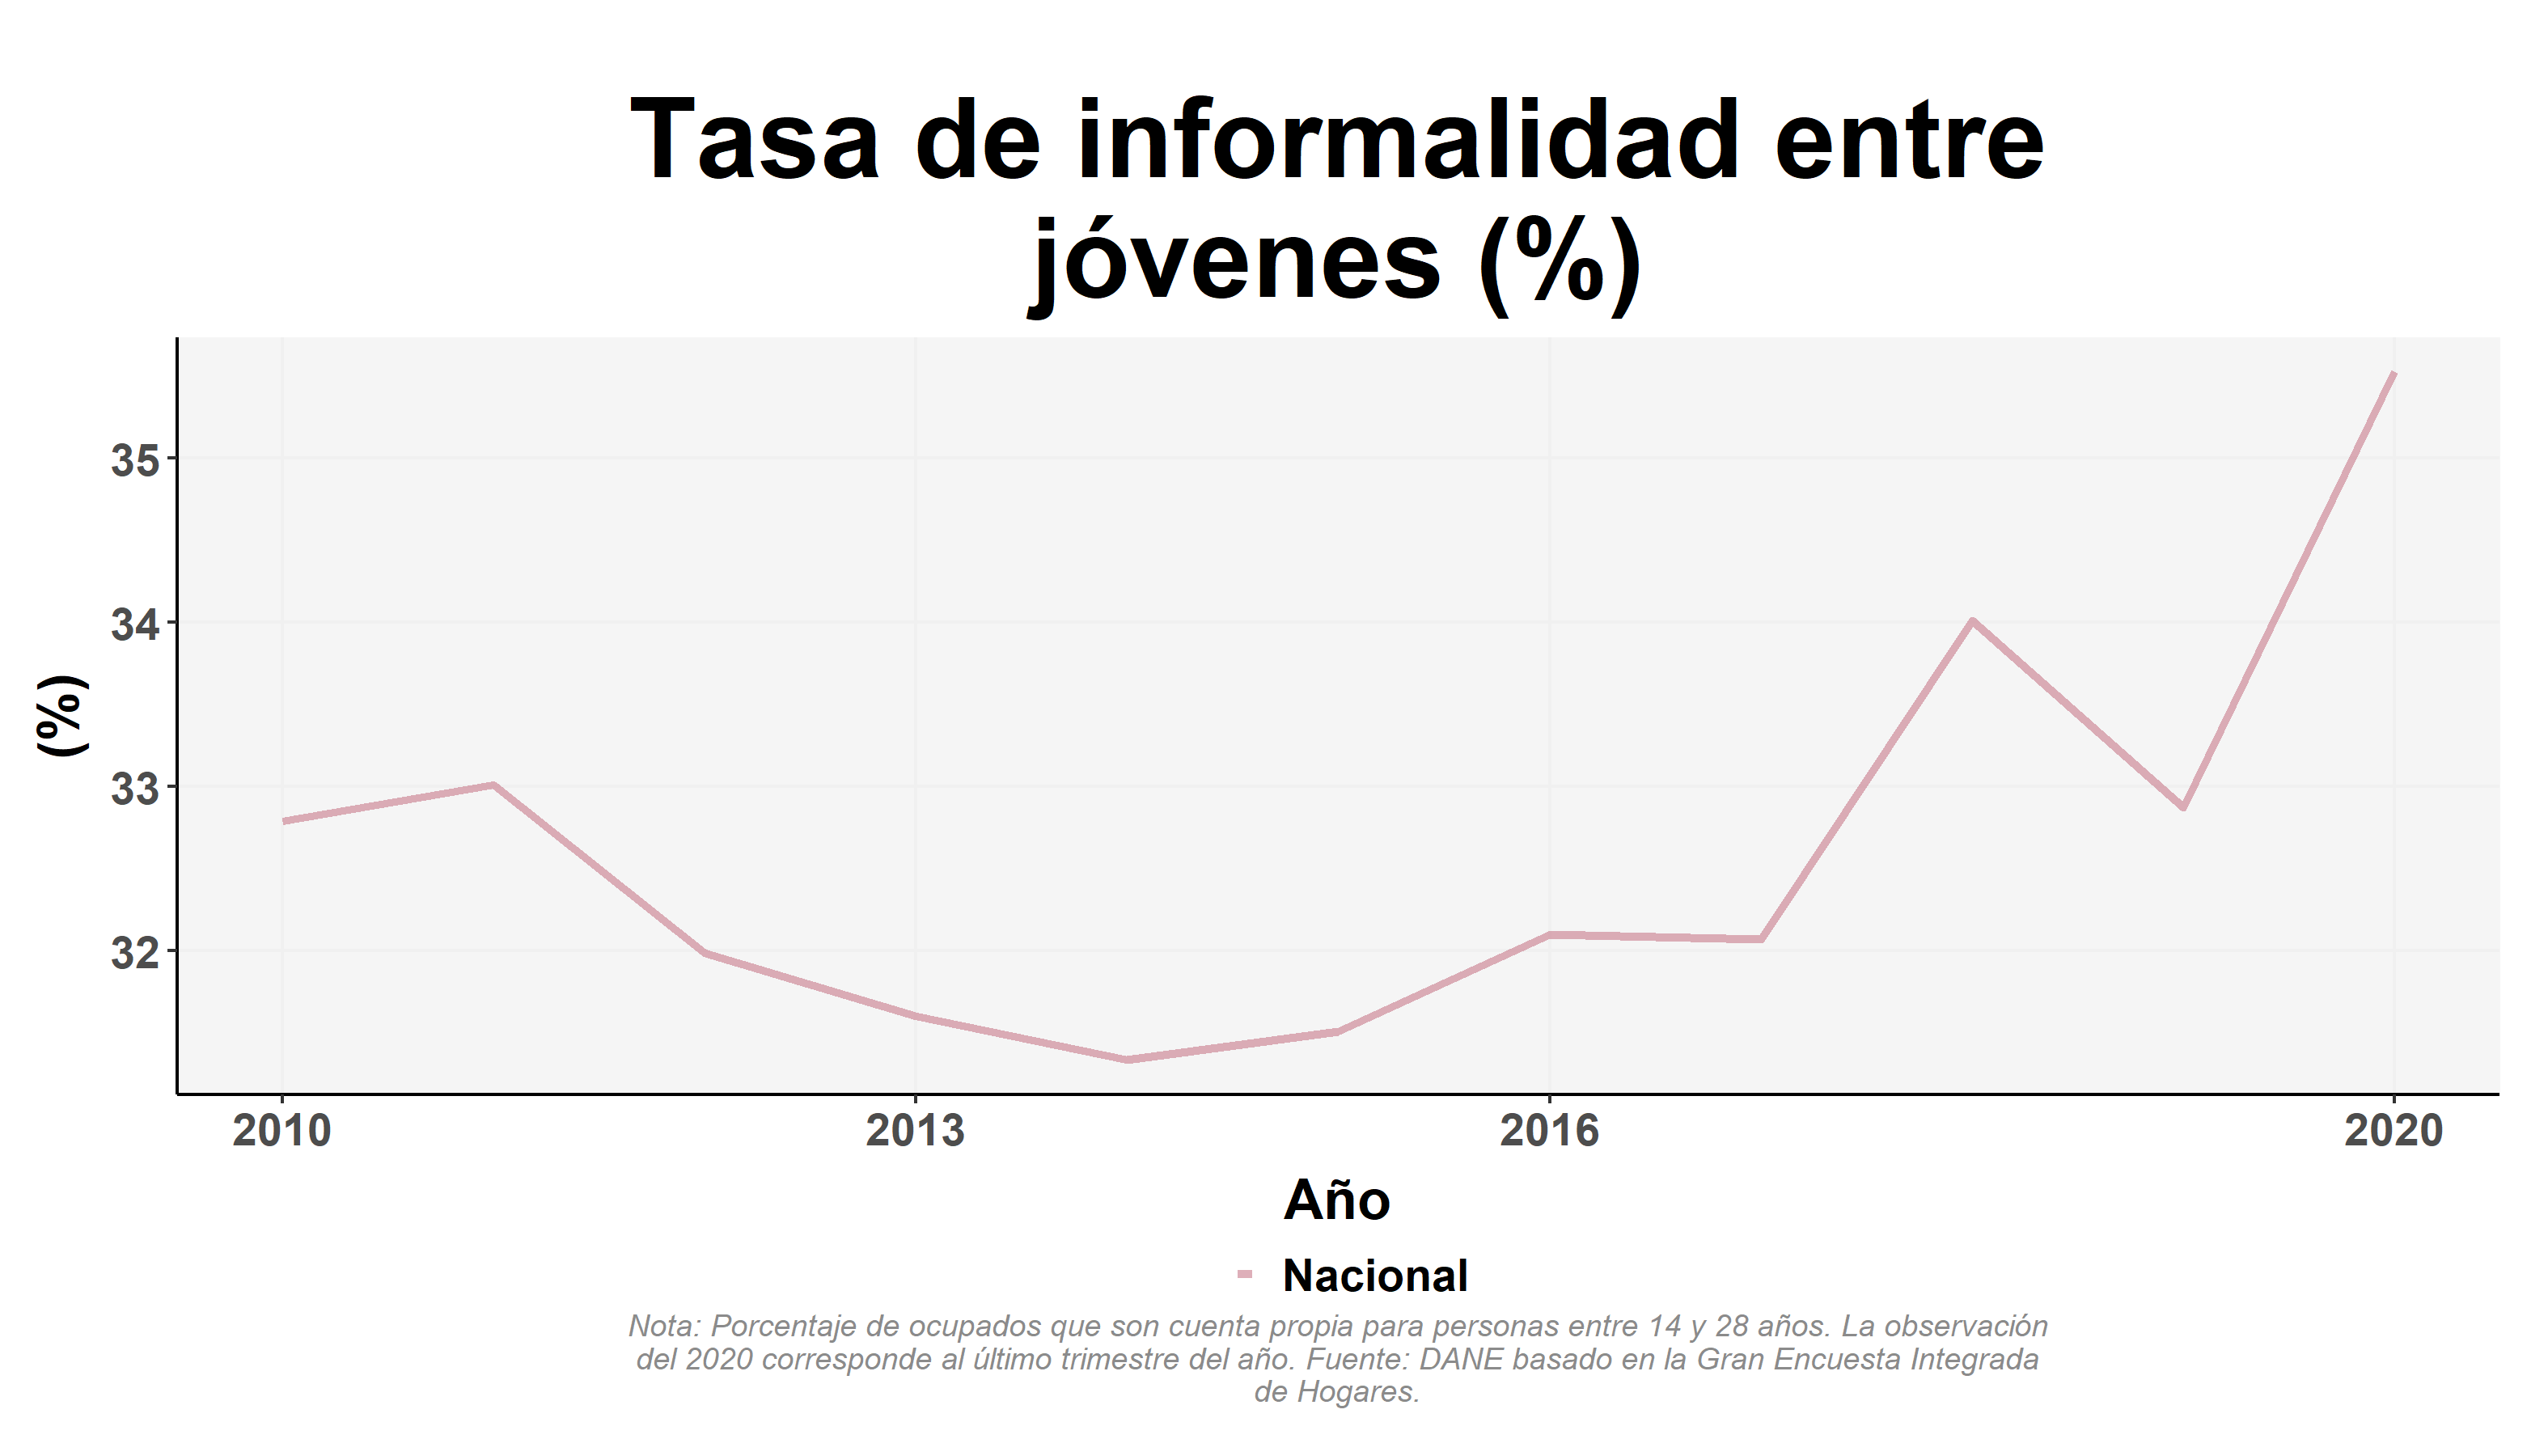 Tasa de informalidad entre
jóvenes (%)
35
34
33
32
(%)
2010 2013 2016 2020
Año
Nacional
Nota: Porcentaje de ocupados que son cuenta propia para personas entre 14 y 28 años. La observación
del 2020 corresponde al último trimestre del año. Fuente: DANE basado en la Gran Encuesta Integrada
de Hogares.